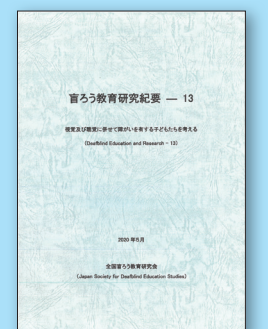 盲ろう教育研究紀要 ― 13
視覚及び聴覚に併せて障がいを有する子どもたちを考える
(Deafblind Education and Research - 13)
2020 年5月
全国盲ろう教育研究会
(Japan Society for Deafblind Education Studies)